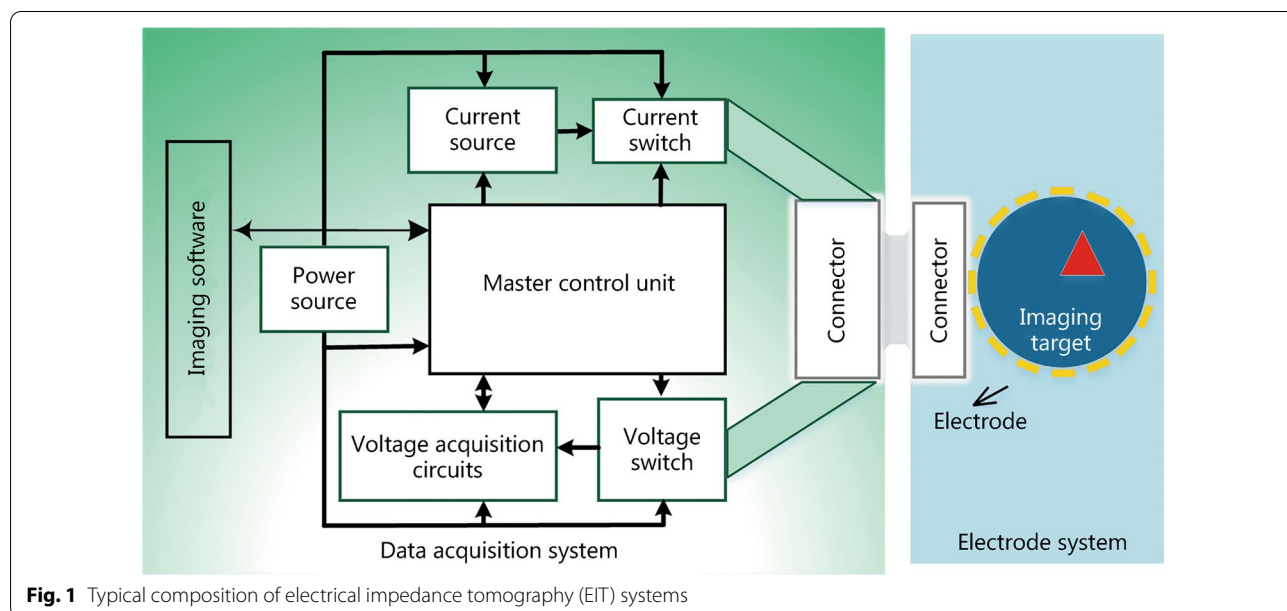 Current
source
Current
switch
Imaging software
Power
source
Master control unit
Connector
Connector
Imaging
target
Electrode
Voltage acquisition
circuits
Voltage
switch
Data acquisition system
Electrode system
Fig. 1 Typical composition of electrical impedance tomography (EIT) systems